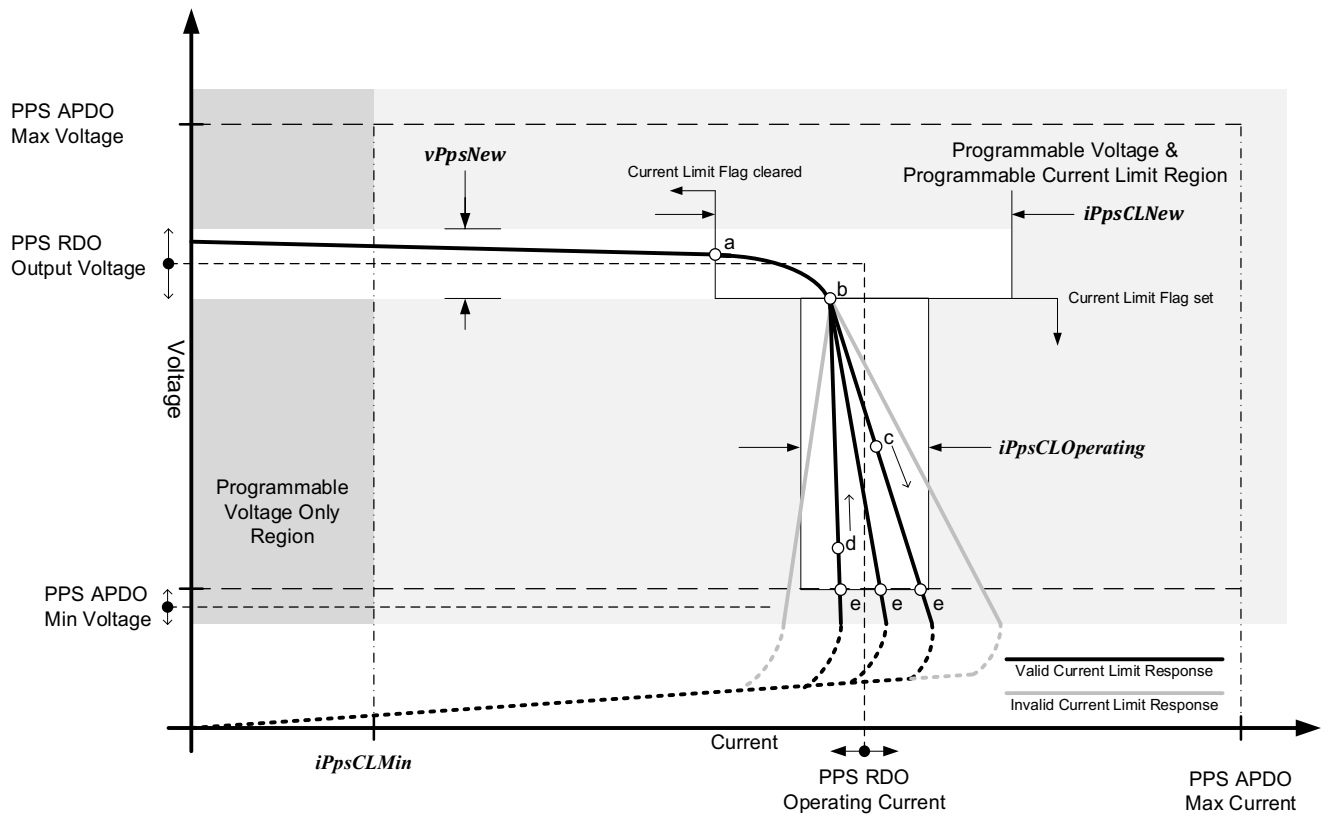 PPS APDO
Max Voltage
vPpsNew
Current Limit Flag cleared
Programmable Voltage &
Programmable Current Limit Region
iPpsCLNew
PPS RDO
Output Voltage
a
b
Current Limit Flag set
Voltage
c
iPpsCLOperating
Programmable
Voltage Only
Region
d
PPS APDO
Min Voltage
e
e
e
Valid Current Limit Response
Invalid Current Limit Response
Current
iPpsCLMin
PPS RDO
Operating Current
PPS APDO
Max Current